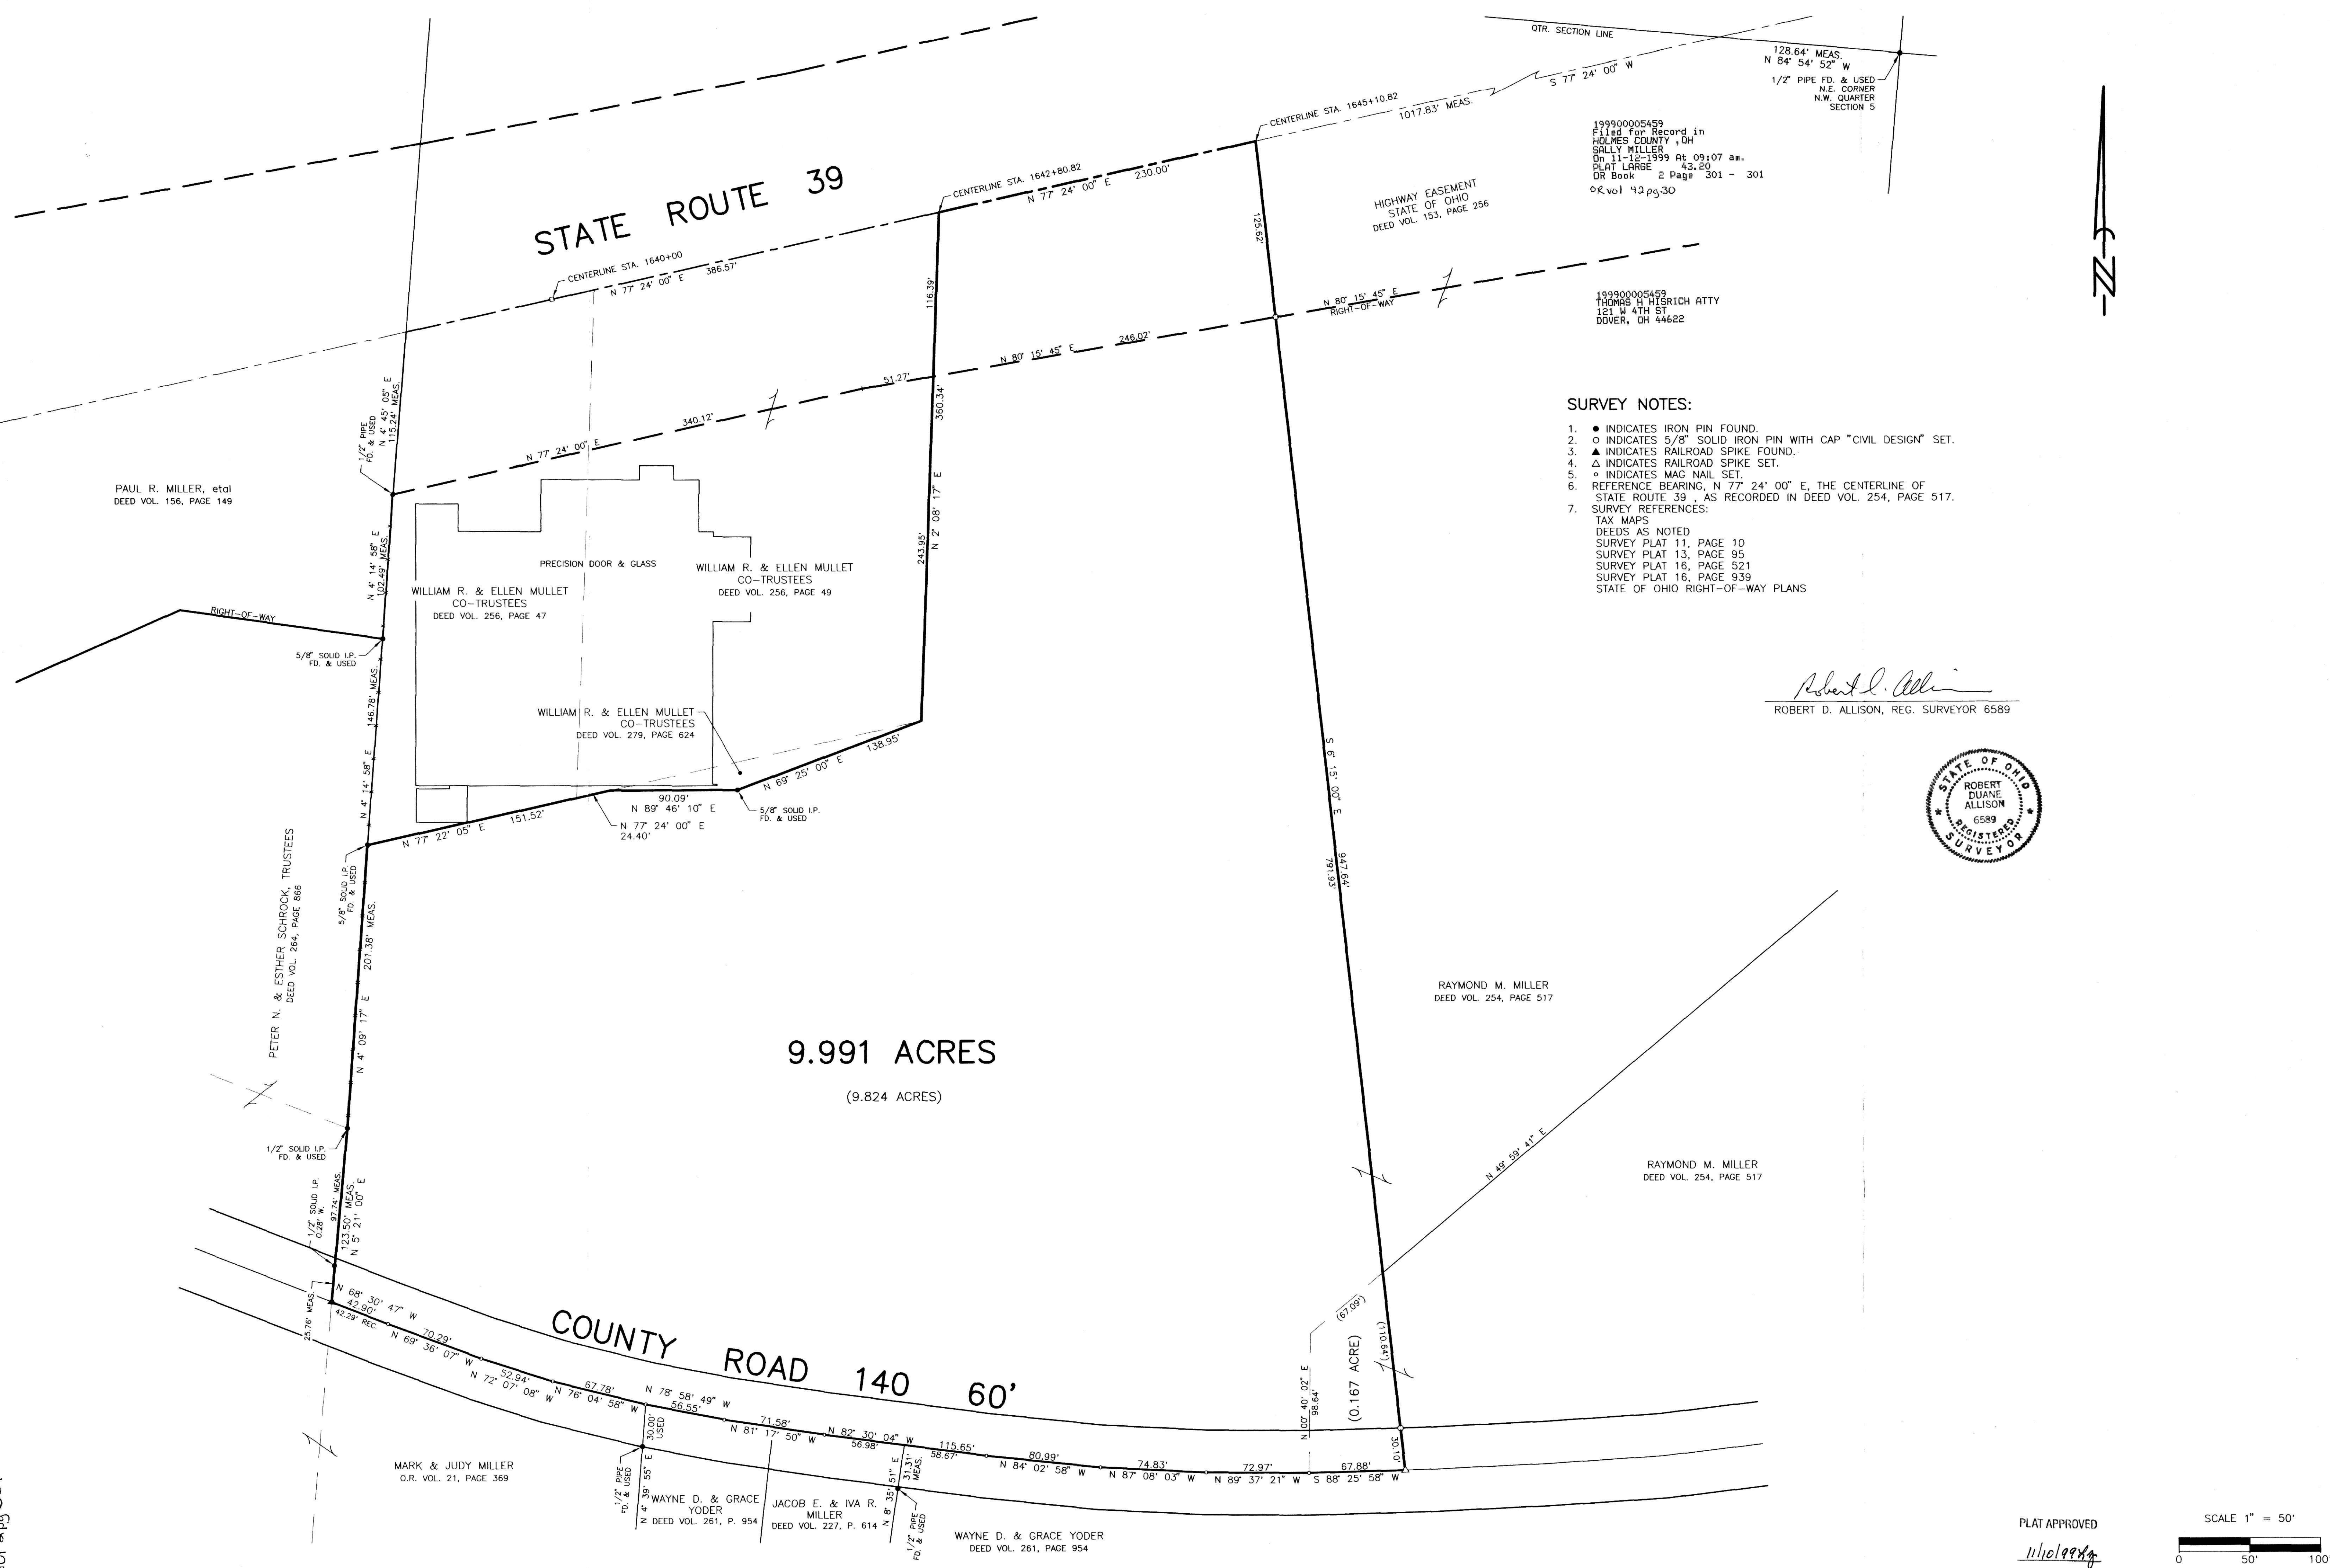 QTR. SECTION LINE
128.64' MEAS.
N 84° 54' 52" W
1/2" PIPE FD. & USED
N.E. CORNER
N.W. QUARTER
SECTION 5
S 77° 24' 00" W
1017.83' MEAS.
CENTERLINE STA. 1645+10.82
199900005459
Filed for Record in
HOLMES COUNTY ,OH
SALLY MILLER
On 11-12-1999 At 09:07 am.
PLAT LARGE 43.20
OR Book 2 Page 301 - 301
OR vol 42 pg 30
STATE ROUTE 39
CENTERLINE STA. 1642+80.82
N 77° 24' 00" E 230.00'
HIGHWAY EASEMENT
STATE OF OHIO
DEED VOL. 153, PAGE 256
CENTERLINE STA. 1640+00
N 77° 24' 00" E 386.57'
125.62'
116.39'
N 80° 15' 45" E
RIGHT-OF-WAY
199900005459
THOMAS H HISRICH ATTY
121 W 4TH ST
DOVER, OH 44622
N 80° 15' 45" E 246.02'
51.27'
340.12'
N 77° 24' 00" E
N 4° 45' 05" E
115.24' MEAS.
1/2" PIPE
FD. & USED
360.34'
N 2° 08' 17" E
243.95'
SURVEY NOTES:
1. ● INDICATES IRON PIN FOUND.
2. ○ INDICATES 5/8" SOLID IRON PIN WITH CAP "CIVIL DESIGN" SET.
3. ▲ INDICATES RAILROAD SPIKE FOUND.
4. △ INDICATES RAILROAD SPIKE SET.
5. ∘ INDICATES MAG NAIL SET.
6. REFERENCE BEARING, N 77° 24' 00" E, THE CENTERLINE OF
STATE ROUTE 39 , AS RECORDED IN DEED VOL. 254, PAGE 517.
7. SURVEY REFERENCES:
TAX MAPS
DEEDS AS NOTED
SURVEY PLAT 11, PAGE 10
SURVEY PLAT 13, PAGE 95
SURVEY PLAT 16, PAGE 521
SURVEY PLAT 16, PAGE 939
STATE OF OHIO RIGHT-OF-WAY PLANS
PAUL R. MILLER, etal
DEED VOL. 156, PAGE 149
N 4° 14' 58" E
102.49' MEAS.
PRECISION DOOR & GLASS
WILLIAM R. & ELLEN MULLET
CO-TRUSTEES
DEED VOL. 256, PAGE 47
WILLIAM R. & ELLEN MULLET
CO-TRUSTEES
DEED VOL. 256, PAGE 49
RIGHT-OF-WAY
5/8" SOLID I.P.
FD. & USED
146.78' MEAS.
N 4° 14' 58" E
WILLIAM R. & ELLEN MULLET
CO-TRUSTEES
DEED VOL. 279, PAGE 624
138.95'
N 69° 25' 00" E
90.09'
N 89° 46' 10" E
5/8" SOLID I.P.
FD. & USED
N 77° 24' 00" E
24.40'
N 77° 22' 05" E 151.52'
S 6° 15' 00" E
947.64'
791.93'
Robert D. Allison
ROBERT D. ALLISON, REG. SURVEYOR 6589
STATE OF OHIO
ROBERT
DUANE
ALLISON
6589
REGISTERED
SURVEYOR
5/8" SOLID I.P.
FD. & USED
PETER N. & ESTHER SCHROCK, TRUSTEES
DEED VOL. 264, PAGE 866
201.38' MEAS.
N 4° 09' 17" E
9.991 ACRES
(9.824 ACRES)
RAYMOND M. MILLER
DEED VOL. 254, PAGE 517
N 49° 59' 41" E
RAYMOND M. MILLER
DEED VOL. 254, PAGE 517
1/2" SOLID I.P.
FD. & USED
1/2" SOLID I.P.
0.28' W.
97.74' MEAS.
123.50' MEAS.
N 5° 21' 00" E
25.76' MEAS.
N 68° 30' 47" W
42.90'
42.29' REC.
70.29'
N 69° 36' 07" W
COUNTY ROAD 140 60'
52.94'
N 72° 07' 08" W
67.78'
N 76° 04' 58" W
N 78° 58' 49" W
56.55'
71.58'
N 81° 17' 50" W
N 82° 30' 04" W
56.98'
115.65'
58.67'
80.99'
N 84° 02' 58" W
74.83'
N 87° 08' 03" W
72.97'
N 89° 37' 21" W
67.88'
S 88° 25' 58" W
(67.09')
(110.64')
(0.167 ACRE)
N 00° 40' 02" E
98.64'
30.10'
30.00'
USED
1/2" PIPE
FD. & USED
N 4° 39' 55" E
31.31'
MEAS.
N 8° 35' 51" E
1/2" PIPE
FD. & USED
MARK & JUDY MILLER
O.R. VOL. 21, PAGE 369
WAYNE D. & GRACE
YODER
DEED VOL. 261, P. 954
JACOB E. & IVA R.
MILLER
DEED VOL. 227, P. 614
WAYNE D. & GRACE YODER
DEED VOL. 261, PAGE 954
PLAT APPROVED
11/10/99
SCALE 1" = 50'
0 50' 100'